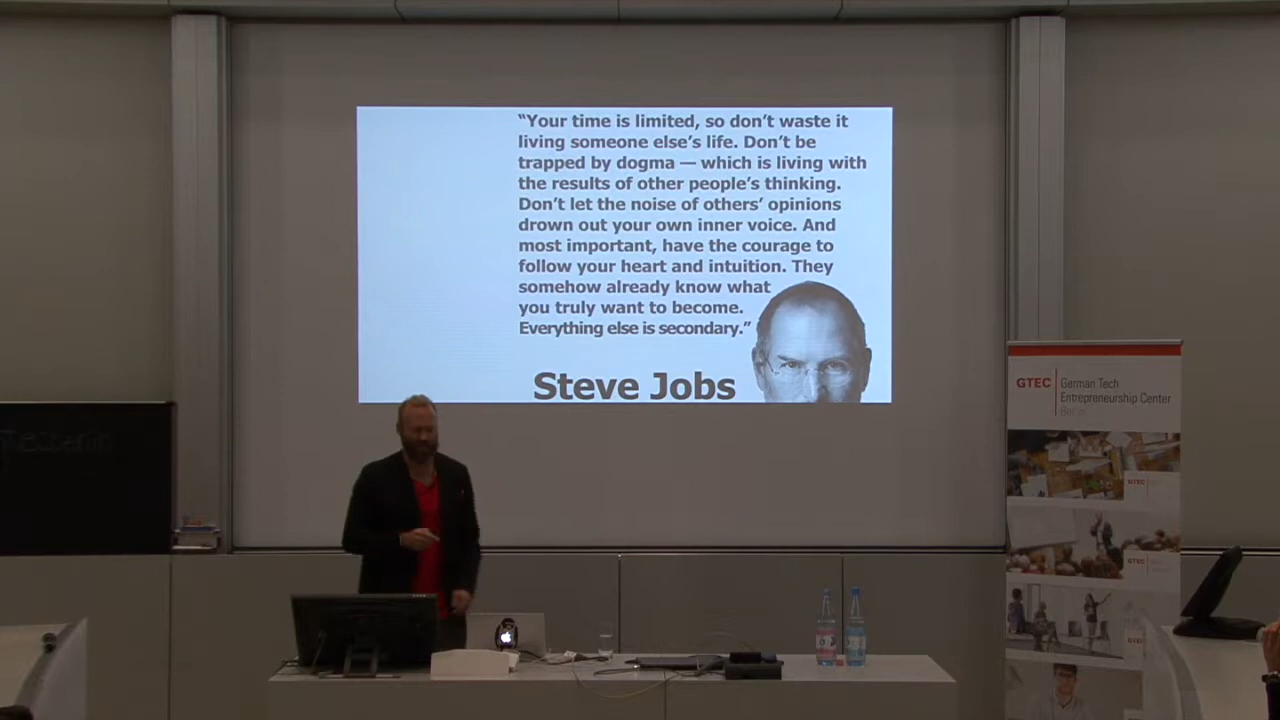 “Your time is limited, so don’t waste it
living someone else’s life. Don’t be
trapped by dogma — which is living with
the results of other people’s thinking.
Don’t let the noise of others’ opinions
drown out your own inner voice. And
most important, have the courage to
follow your heart and intuition. They
somehow already know what
you truly want to become.
Everything else is secondary.”
Steve Jobs
GTEC
German Tech
Entrepreneurship Center
Berlin
GTEC
GTEC
GTEC